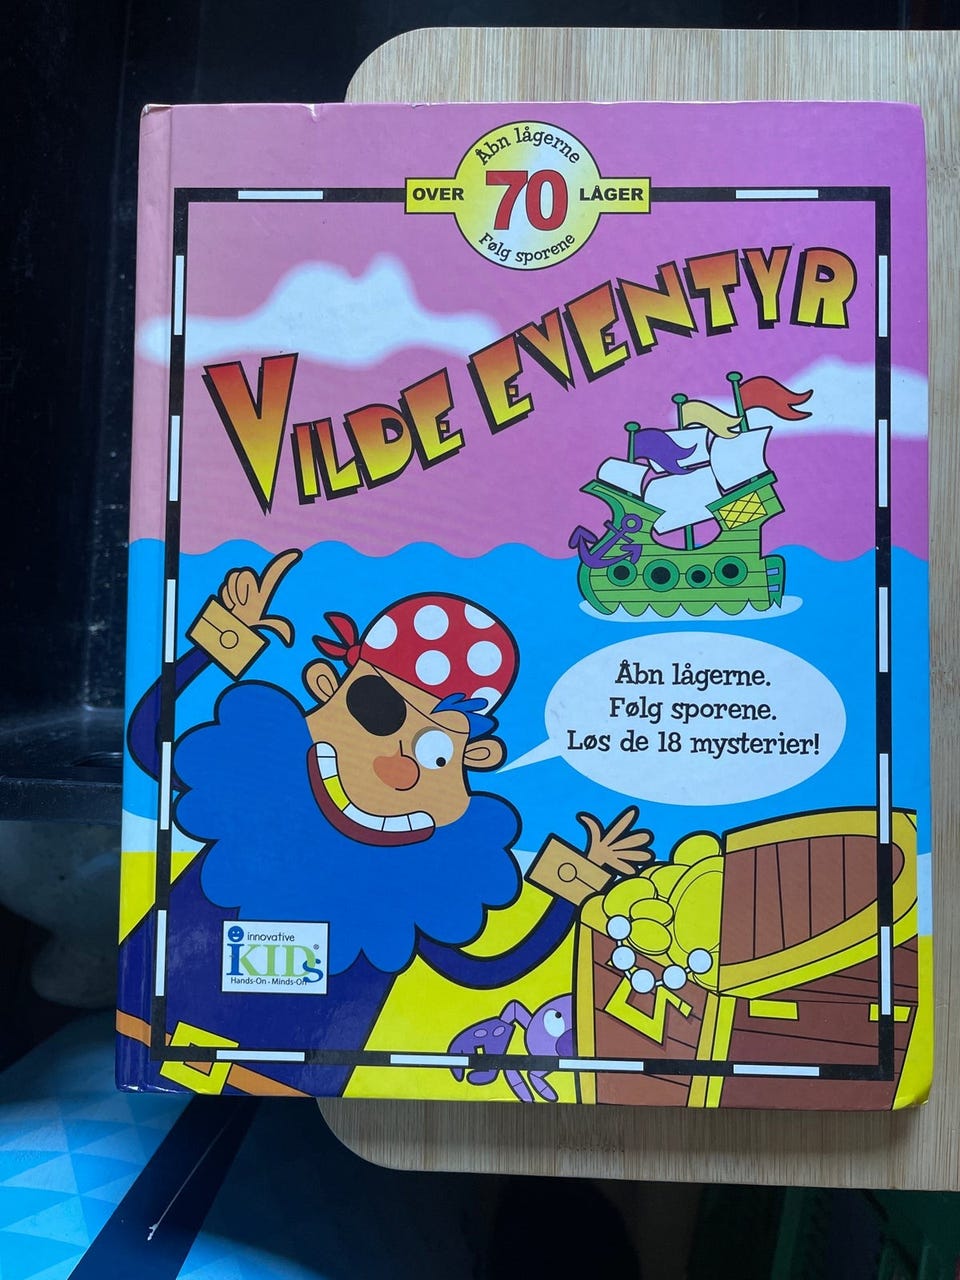 Åbn lågerne
OVER 70 LÅGER
Følg sporene
VILDE EVENTYR
Åbn lågerne.
Følg sporene.
Løs de 18 mysterier!
innovative
iKIDs®
Hands-On • Minds-On